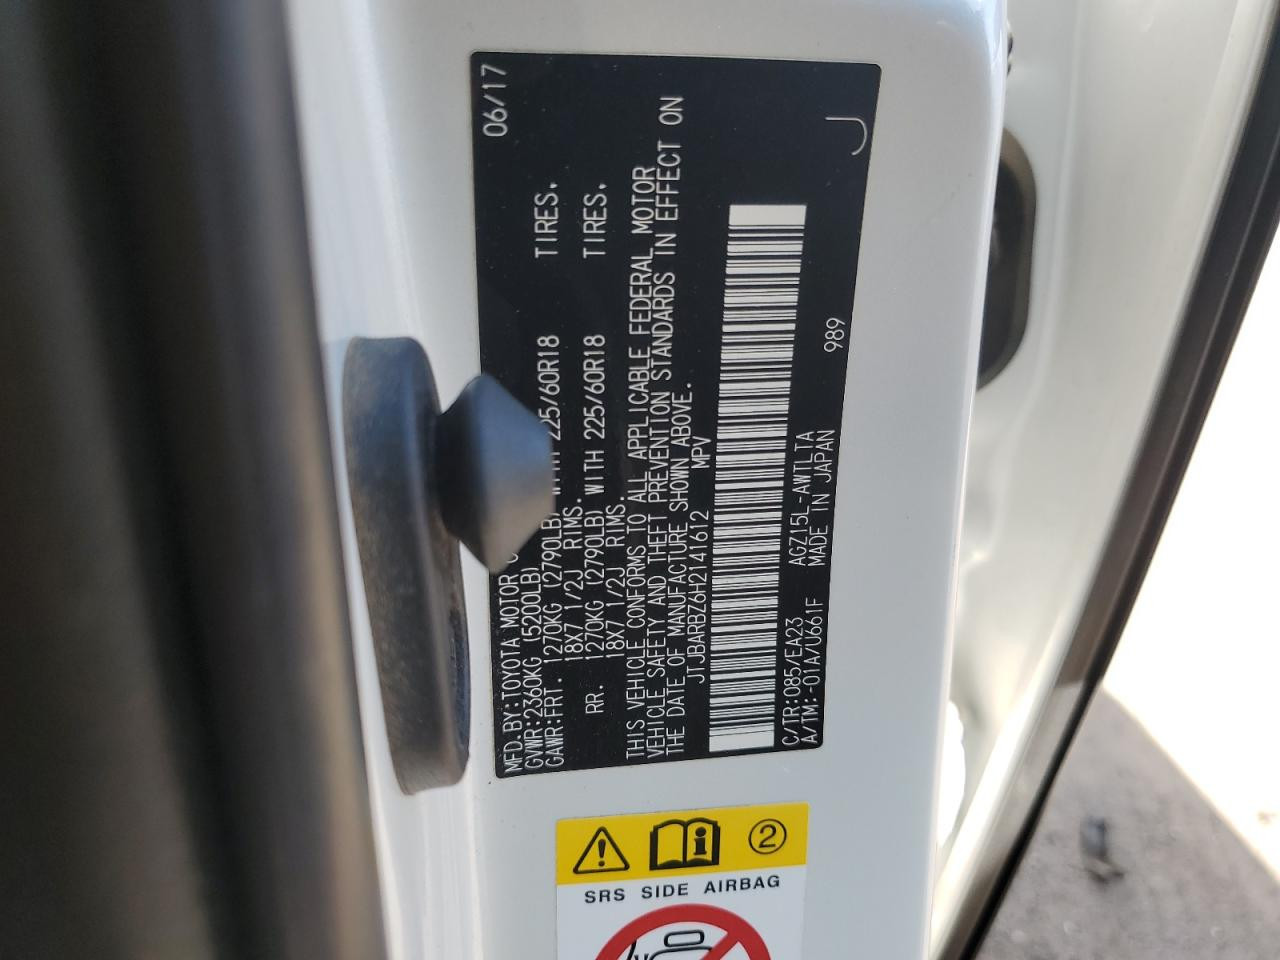 MFD.BY:TOYOTA MOTOR 06/17
GVWR:2360KG (5200LB)
GAWR:FRT. 1270KG (2790LB) WITH 225/60R18 TIRES.
18X7 1/2J RIMS.
RR. 1270KG (2790LB) WITH 225/60R18 TIRES.
18X7 1/2J RIMS.
THIS VEHICLE CONFORMS TO ALL APPLICABLE FEDERAL MOTOR
VEHICLE SAFETY AND THEFT PREVENTION STANDARDS IN EFFECT ON
THE DATE OF MANUFACTURE SHOWN ABOVE.
JTJBARBZ6H2141612 MPV
C/TR:085/EA23 AGZ15L-AWTLTA 989
A/TM:-01A/U661F MADE IN JAPAN J
2
SRS SIDE AIRBAG